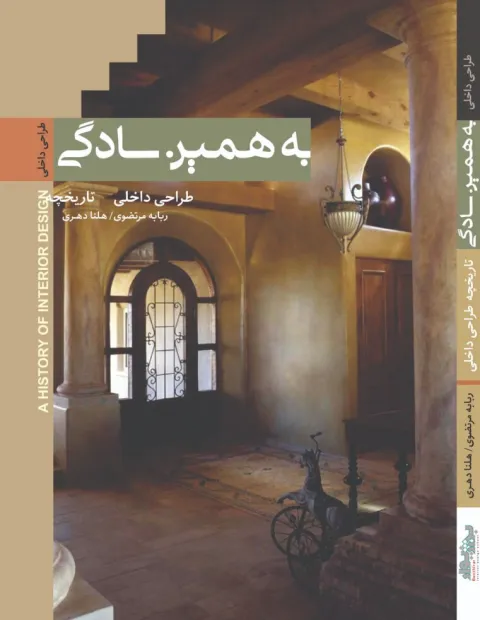 طراحی داخلی
به همین سادگی
تاریخچه طراحی داخلی
ربابه مرتضوی/ هلنا دهری
A HISTORY OF INTERIOR DESIGN
طراحی داخلی
به همین سادگی
تاریخچه طراحی داخلی
ربابه مرتضوی/ هلنا دهری